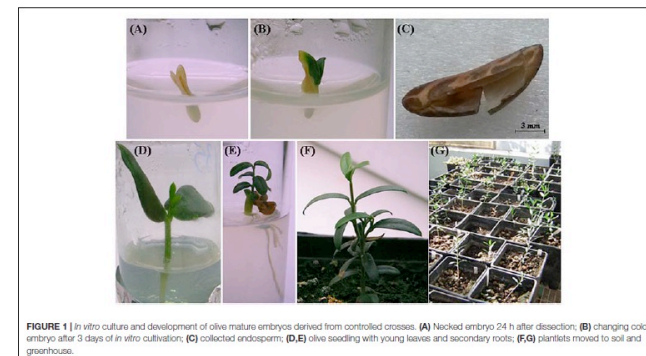 (A)
(B)
(C)
3 mm
(D)
(E)
(F)
(G)
FIGURE 1 | In vitro culture and development of olive mature embryos derived from controlled crosses. (A) Necked embryo 24 h after dissection; (B) changing colo
embryo after 3 days of in vitro cultivation; (C) collected endosperm; (D,E) olive seedling with young leaves and secondary roots; (F,G) plantlets moved to soil and
greenhouse.